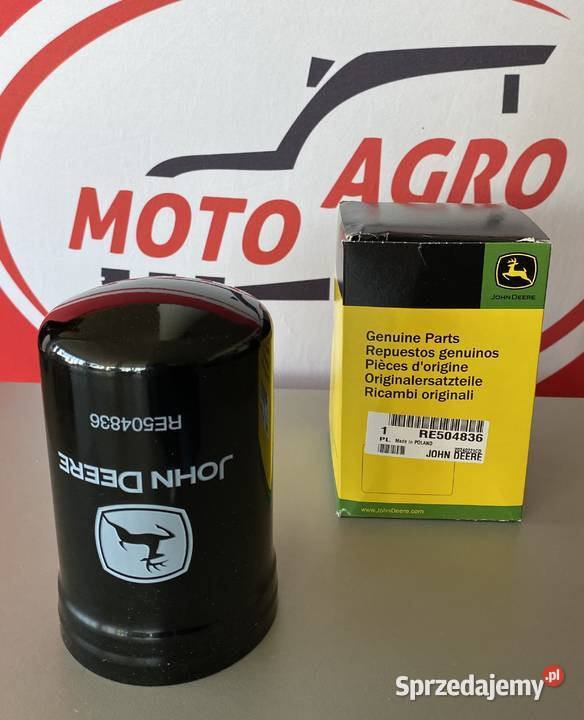 MOTO AGRO
JOHN DEERE
Genuine Parts
Repuestos genuinos
Pièces d'origine
Originalersatzteile
Ricambi originali
1 RE504836
PL Made in POLAND
JOHN DEERE
www.JohnDeere.com
RE504836
JOHN DEERE
Sprzedajemy.pl